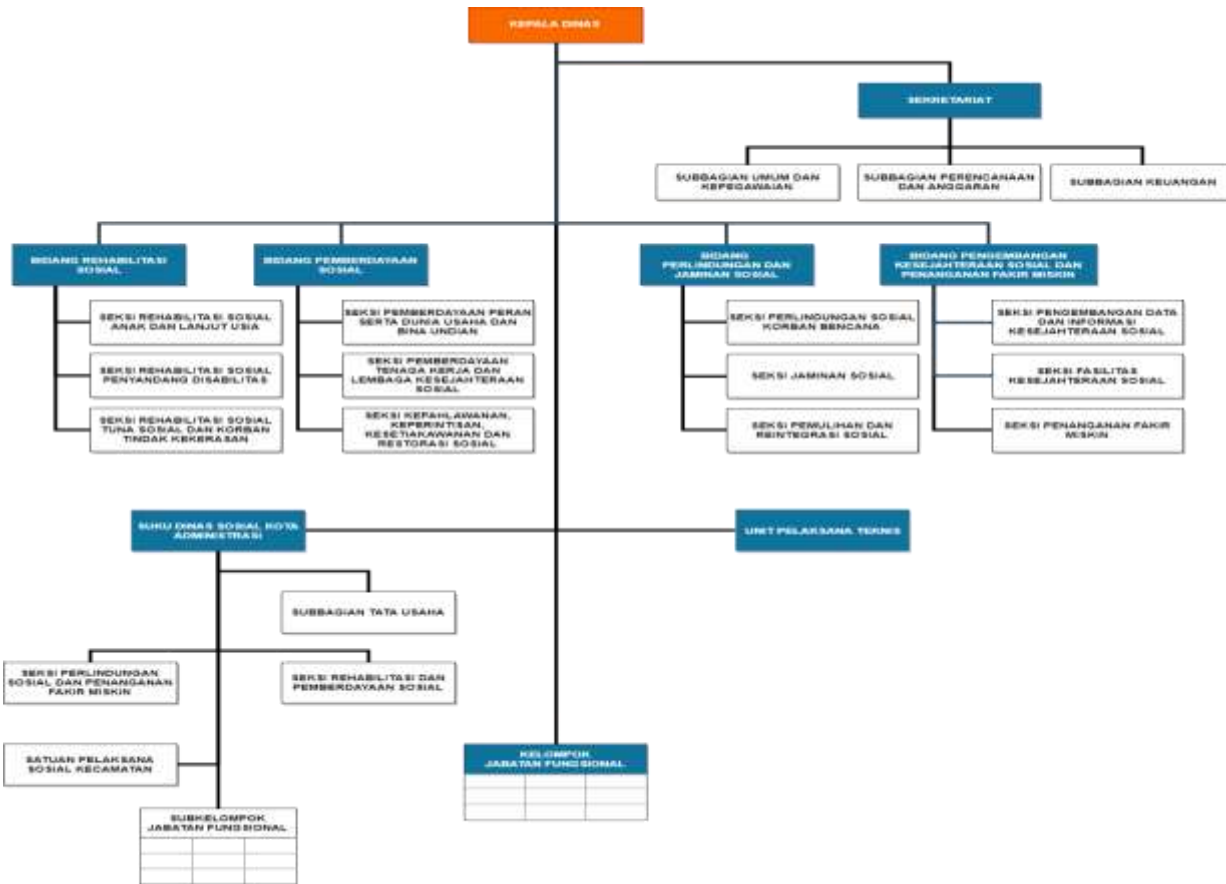 KEPALA DINAS
SEKRETARIAT
SUBBAGIAN UMUM DAN
KEPEGAWAIAN
SUBBAGIAN PERENCANAAN
DAN ANGGARAN
SUBBAGIAN KEUANGAN
BIDANG REHABILITASI
SOSIAL
BIDANG PEMBERDAYAAN
SOSIAL
BIDANG
PERLINDUNGAN DAN
JAMINAN SOSIAL
BIDANG PENGEMBANGAN
KESEJAHTERAAN SOSIAL DAN
PENANGANAN FAKIR MISKIN
SEKSI REHABILITASI SOSIAL
ANAK DAN LANJUT USIA
SEKSI PEMBERDAYAAN PERAN
SERTA DUNIA USAHA DAN
BINA UNDIAN
SEKSI PERLINDUNGAN SOSIAL
KORBAN BENCANA
SEKSI PENGEMBANGAN DATA
DAN INFORMASI
KESEJAHTERAAN SOSIAL
SEKSI REHABILITASI SOSIAL
PENYANDANG DISABILITAS
SEKSI PEMBERDAYAAN
TENAGA KERJA DAN
LEMBAGA KESEJAHTERAAN
SOSIAL
SEKSI JAMINAN SOSIAL
SEKSI FASILITAS
KESEJAHTERAAN SOSIAL
SEKSI REHABILITASI SOSIAL
TUNA SOSIAL DAN KORBAN
TINDAK KEKERASAN
SEKSI KEPAHLAWANAN,
KEPERINTISAN,
KESETIAKAWANAN DAN
RESTORASI SOSIAL
SEKSI PEMULIHAN DAN
REINTEGRASI SOSIAL
SEKSI PENANGANAN FAKIR
MISKIN
SUKU DINAS SOSIAL KOTA
ADMINISTRASI
UNIT PELAKSANA TEKNIS
SUBBAGIAN TATA USAHA
SEKSI PERLINDUNGAN
SOSIAL DAN PENANGANAN
FAKIR MISKIN
SEKSI REHABILITASI DAN
PEMBERDAYAAN SOSIAL
SATUAN PELAKSANA
SOSIAL KECAMATAN
KELOMPOK
JABATAN FUNGSIONAL
SUBKELOMPOK
JABATAN FUNGSIONAL